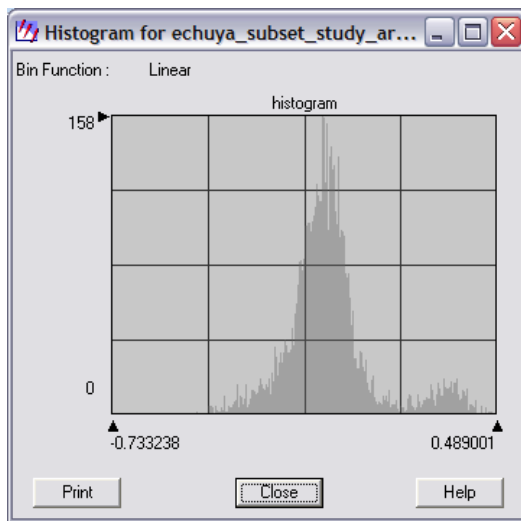 Histogram for echuya_subset_study_ar...
Bin Function : Linear
histogram
158
0
-0.733238 0.489001
Print Close Help